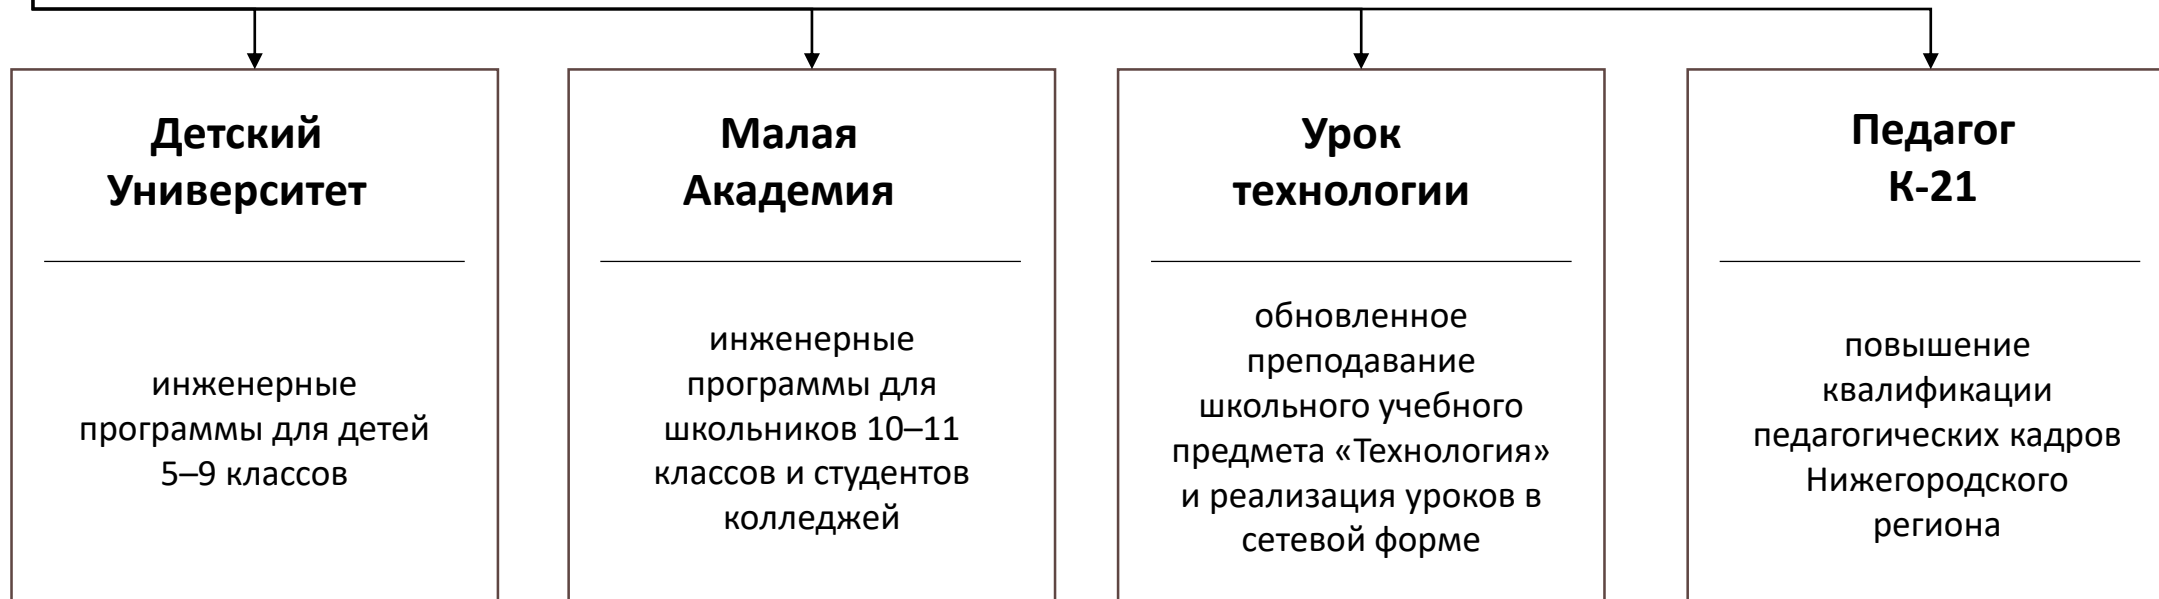 Детский
Университет
инженерные
программы для детей
5–9 классов
Малая
Академия
инженерные
программы для
школьников 10–11
классов и студентов
колледжей
Урок
технологии
обновленное
преподавание
школьного учебного
предмета «Технология»
и реализация уроков в
сетевой форме
Педагог
К-21
повышение
квалификации
педагогических кадров
Нижегородского
региона